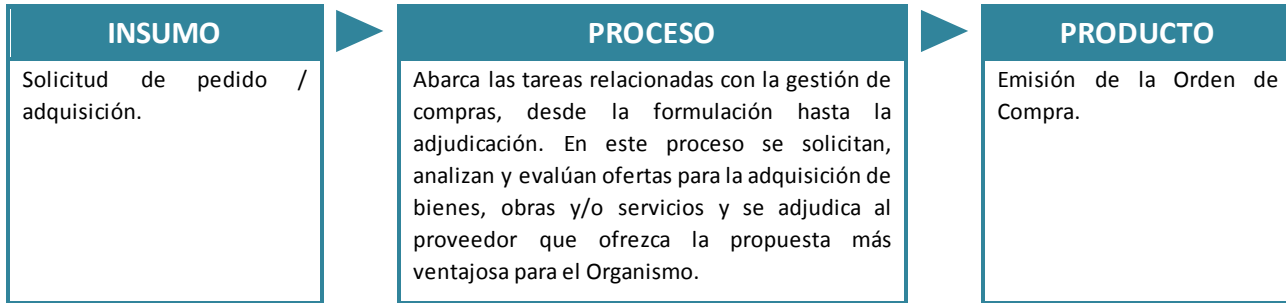 INSUMO
Solicitud de pedido /
adquisición.
PROCESO
Abarca las tareas relacionadas con la gestión de
compras, desde la formulación hasta la
adjudicación. En este proceso se solicitan,
analizan y evalúan ofertas para la adquisición de
bienes, obras y/o servicios y se adjudica al
proveedor que ofrezca la propuesta más
ventajosa para el Organismo.
PRODUCTO
Emisión de la Orden de
Compra.